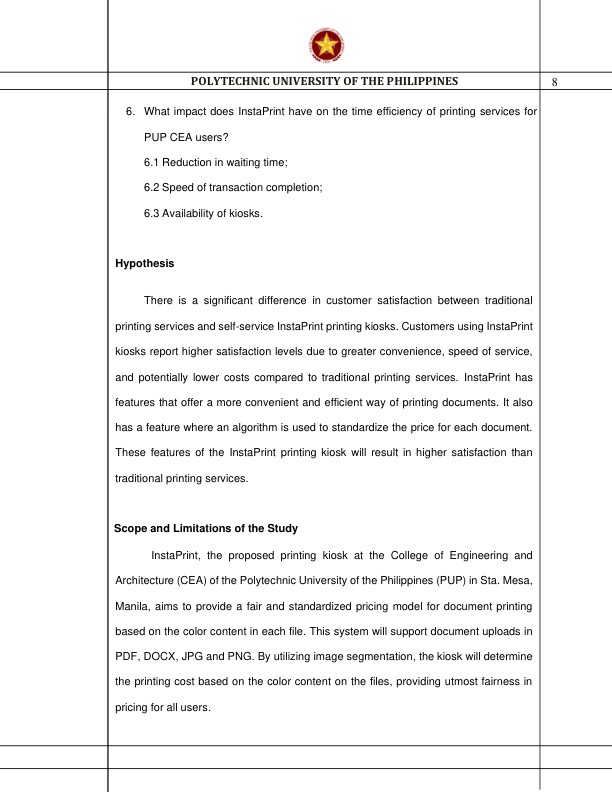 POLYTECHNIC UNIVERSITY OF THE PHILIPPINES 8
6. What impact does InstaPrint have on the time efficiency of printing services for
PUP CEA users?
6.1 Reduction in waiting time;
6.2 Speed of transaction completion;
6.3 Availability of kiosks.
Hypothesis
There is a significant difference in customer satisfaction between traditional
printing services and self-service InstaPrint printing kiosks. Customers using InstaPrint
kiosks report higher satisfaction levels due to greater convenience, speed of service,
and potentially lower costs compared to traditional printing services. InstaPrint has
features that offer a more convenient and efficient way of printing documents. It also
has a feature where an algorithm is used to standardize the price for each document.
These features of the InstaPrint printing kiosk will result in higher satisfaction than
traditional printing services.
Scope and Limitations of the Study
InstaPrint, the proposed printing kiosk at the College of Engineering and
Architecture (CEA) of the Polytechnic University of the Philippines (PUP) in Sta. Mesa,
Manila, aims to provide a fair and standardized pricing model for document printing
based on the color content in each file. This system will support document uploads in
PDF, DOCX, JPG and PNG. By utilizing image segmentation, the kiosk will determine
the printing cost based on the color content on the files, providing utmost fairness in
pricing for all users.